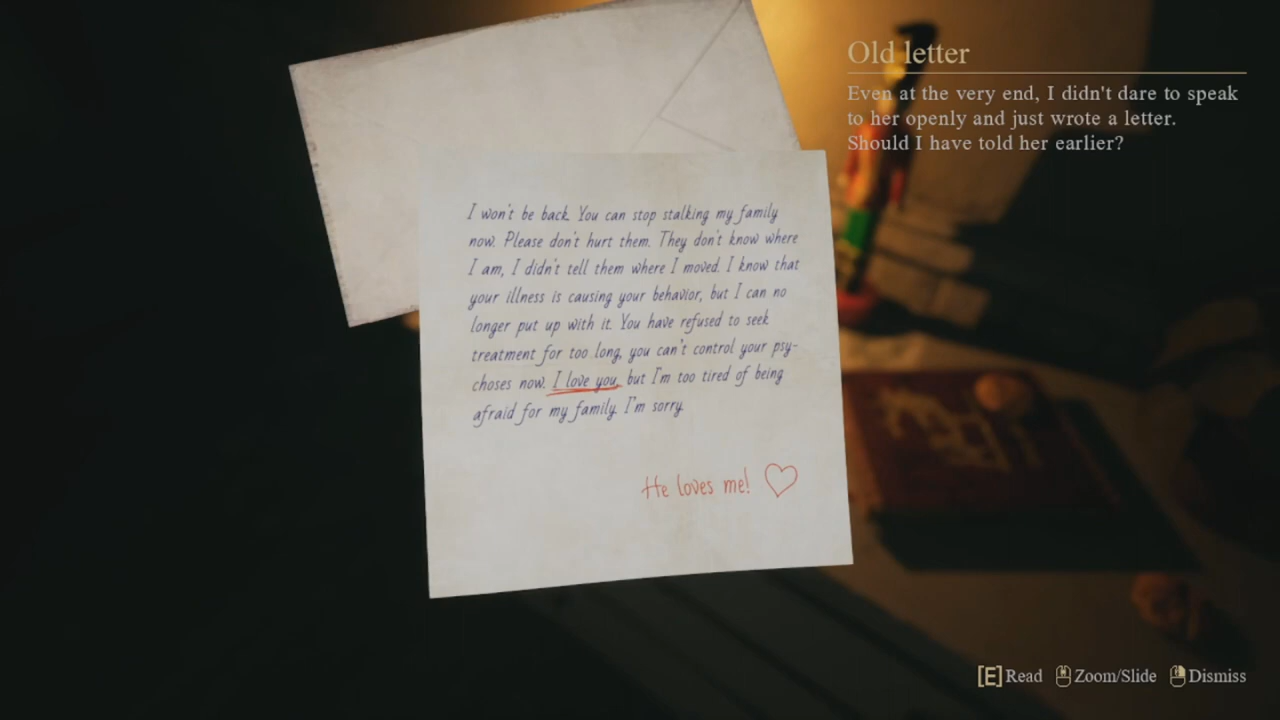 Old letter
Even at the very end, I didn't dare to speak
to her openly and just wrote a letter.
Should I have told her earlier?
I won't be back. You can stop stalking my family
now. Please don't hurt them. They don't know where
I am, I didn't tell them where I moved. I know that
your illness is causing your behavior, but I can no
longer put up with it. You have refused to seek
treatment for too long, you can't control your psy-
choses now. I love you, but I'm too tired of being
afraid for my family. I'm sorry.
He loves me!
[E] Read Zoom/Slide Dismiss